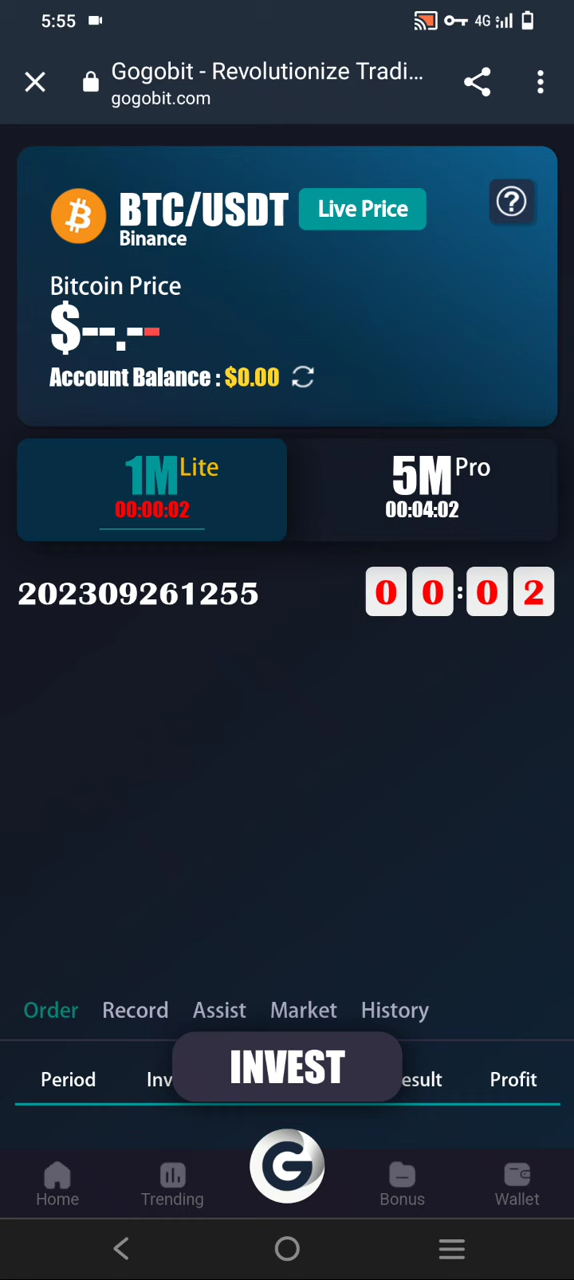 5:55
4G
Gogobit - Revolutionize Tradi...
gogobit.com
BTC/USDT
Live Price
?
Binance
Bitcoin Price
$--.--
Account Balance : $0.00
1M Lite
00:00:02
5M Pro
00:04:02
202309261255
00:02
Order Record Assist Market History
INVEST
Period Inv esult Profit
G
Home Trending Bonus Wallet